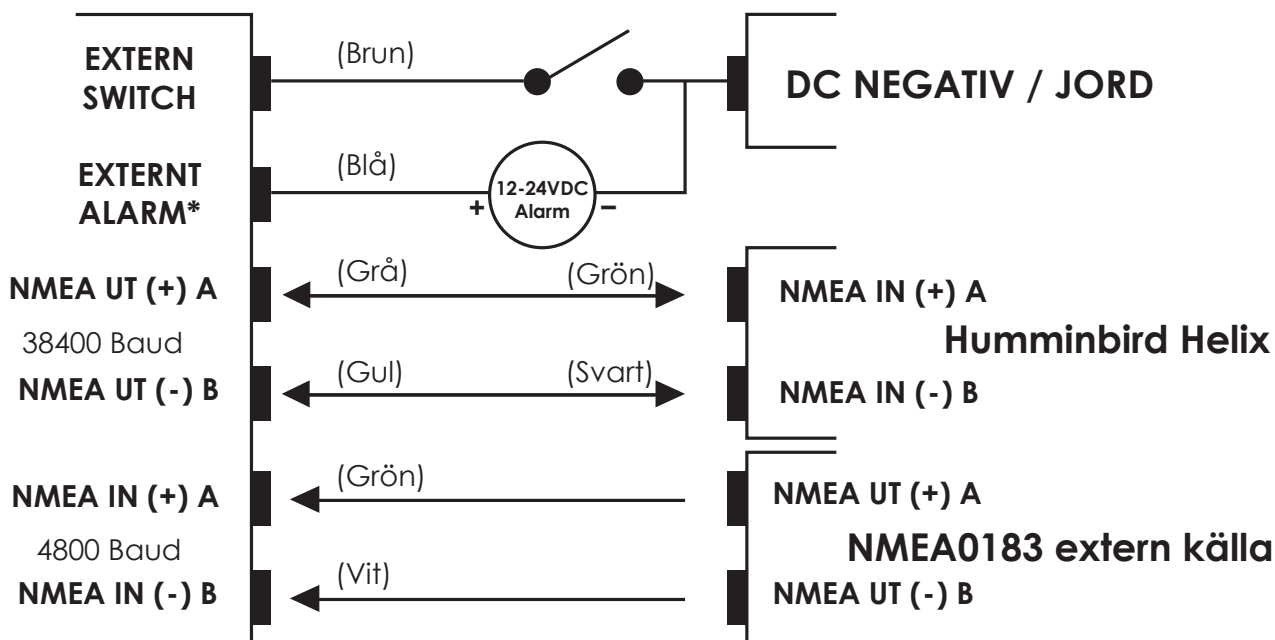 EXTERN
SWITCH
(Brun)
DC NEGATIV / JORD
EXTERNT
ALARM*
(Blå)
12-24VDC
Alarm
+
−
NMEA UT (+) A
(Grå)
(Grön)
NMEA IN (+) A
38400 Baud
Humminbird Helix
NMEA UT (-) B
(Gul)
(Svart)
NMEA IN (-) B
NMEA IN (+) A
(Grön)
NMEA UT (+) A
4800 Baud
NMEA0183 extern källa
NMEA IN (-) B
(Vit)
NMEA UT (-) B